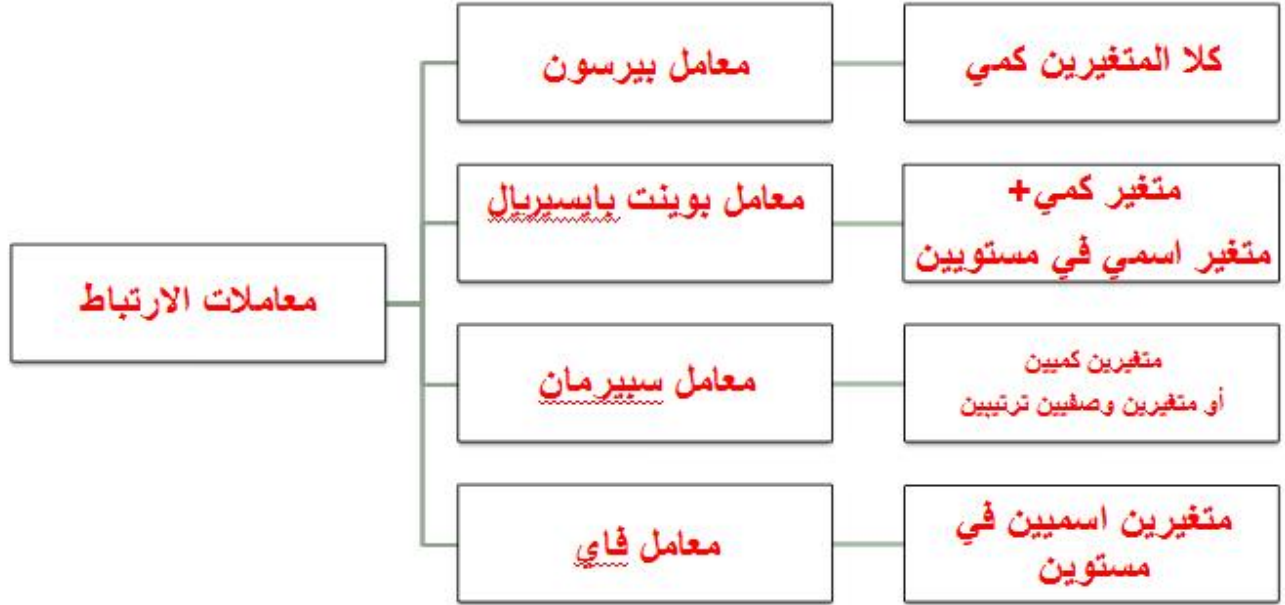 معاملات الارتباط
معامل بيرسون
كلا المتغيرين كمي
معامل بوينت بايسيريال
متغير كمي+
متغير اسمي في مستويين
معامل سبيرمان
متغيرين كميين
أو متغيرين وصفيين ترتيبين
معامل فاي
متغيرين اسميين في
مستوين